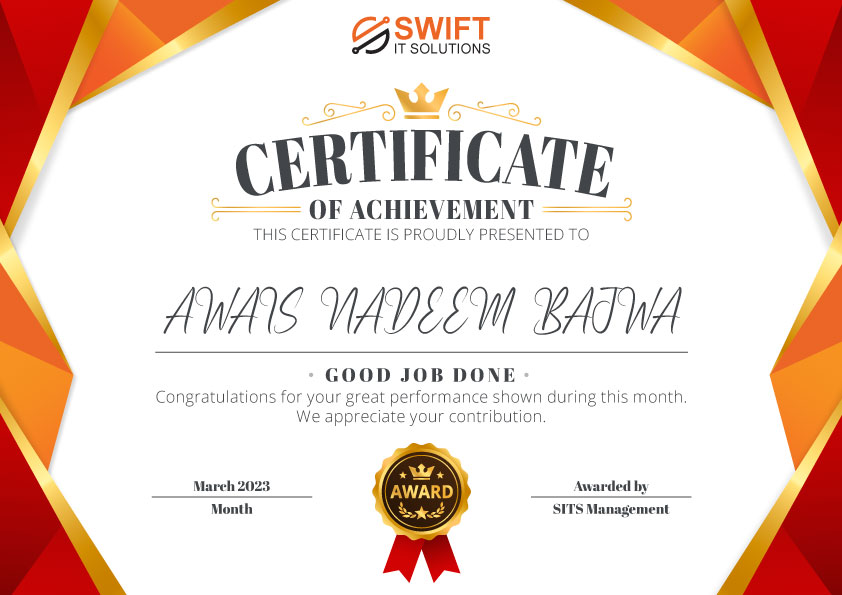 SWIFT
IT SOLUTIONS
CERTIFICATE
OF ACHIEVEMENT
THIS CERTIFICATE IS PROUDLY PRESENTED TO
AWAIS NADEEM BAJWA
• GOOD JOB DONE •
Congratulations for your great performance shown during this month.
We appreciate your contribution.
March 2023
Month
AWARD
Awarded by
SITS Management